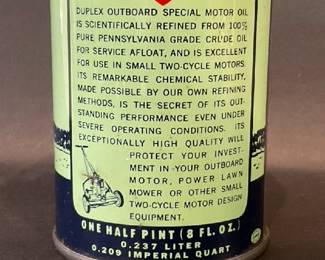 DUPLEX OUTBOARD SPECIAL MOTOR OIL
IS SCIENTIFICALLY REFINED FROM 100%
PURE PENNSYLVANIA GRADE CRUDE OIL
FOR SERVICE AFLOAT, AND IS EXCELLENT
FOR USE IN SMALL TWO-CYCLE MOTORS.
ITS REMARKABLE CHEMICAL STABILITY,
MADE POSSIBLE BY OUR OWN REFINING
METHODS, IS THE SECRET OF ITS OUT-
STANDING PERFORMANCE EVEN UNDER
SEVERE OPERATING CONDITIONS. ITS
EXCEPTIONALLY HIGH QUALITY WILL
PROTECT YOUR INVEST-
MENT IN YOUR OUTBOARD
MOTOR, POWER LAWN
MOWER OR OTHER SMALL
TWO-CYCLE MOTOR DESIGN
EQUIPMENT.
ONE HALF PINT (8 FL. OZ.)
0.237 LITER
0.209 IMPERIAL QUART